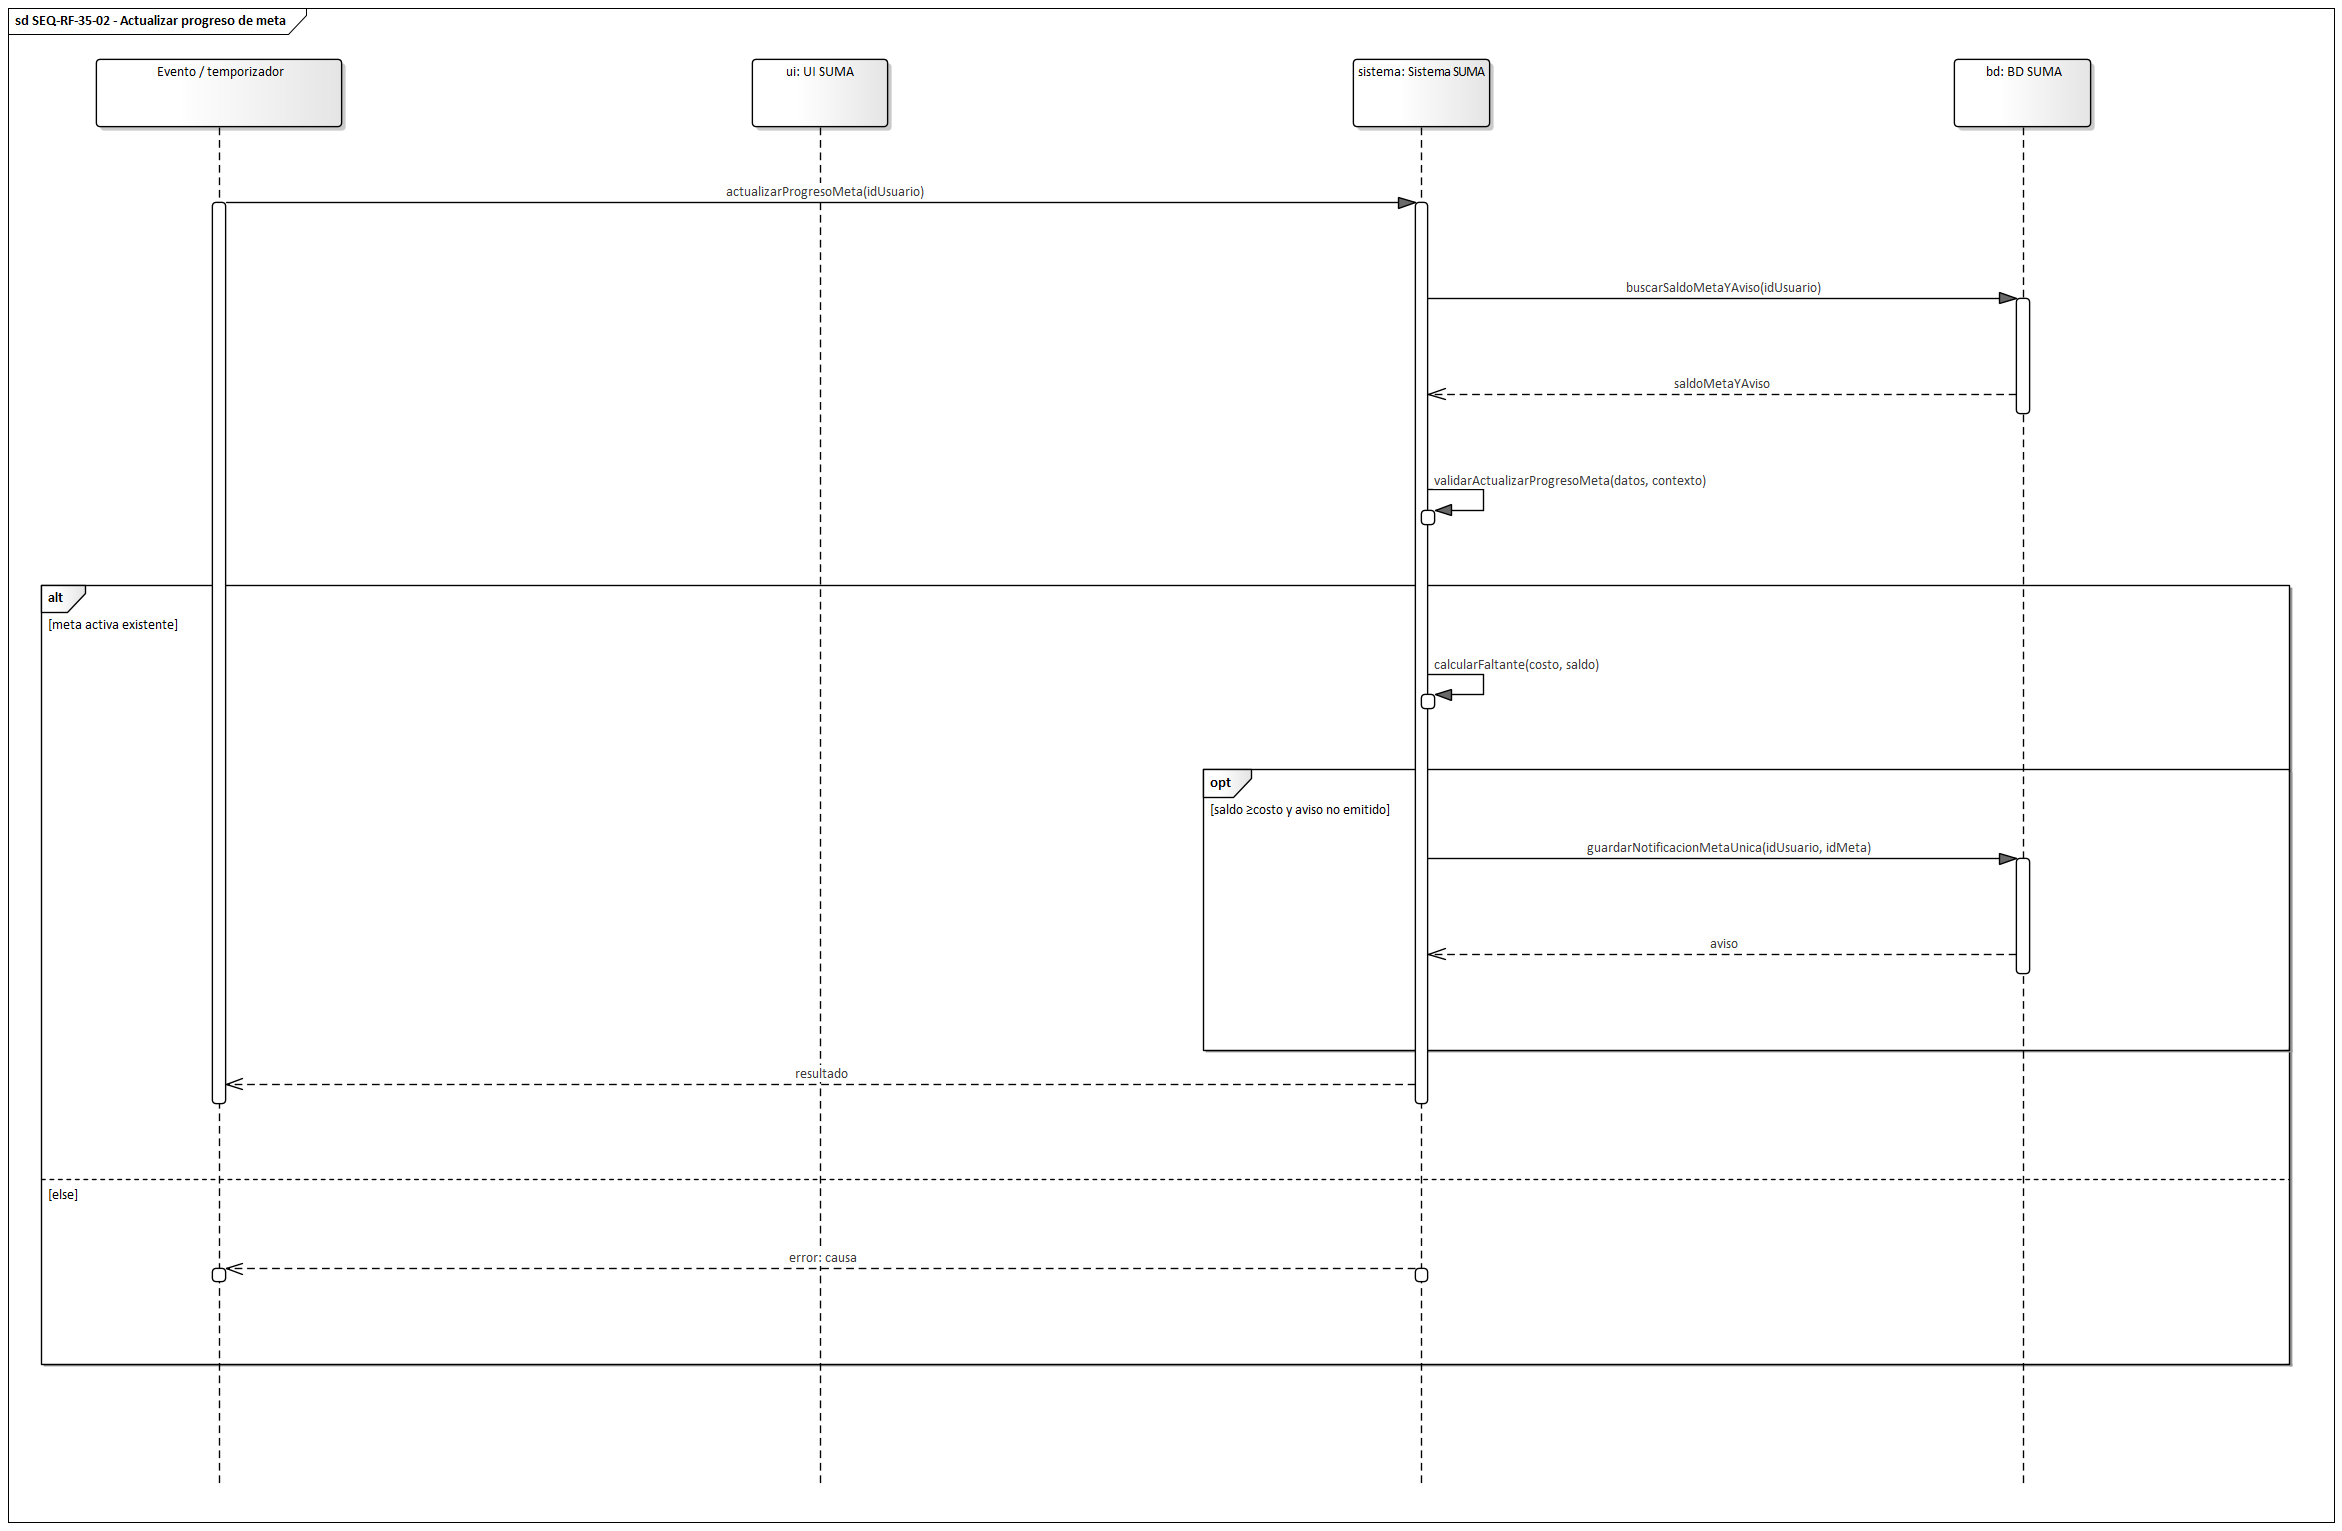 sd SEQ-RF-35-02 - Actualizar progreso de meta
Evento / temporizador
ui: UI SUMA
sistema: Sistema SUMA
bd: BD SUMA
actualizarProgresoMeta(idUsuario)
buscarSaldoMetaYAviso(idUsuario)
saldoMetaYAviso
validarActualizarProgresoMeta(datos, contexto)
alt
[meta activa existente]
calcularFaltante(costo, saldo)
opt
[saldo ≥costo y aviso no emitido]
guardarNotificacionMetaUnica(idUsuario, idMeta)
aviso
resultado
[else]
error: causa